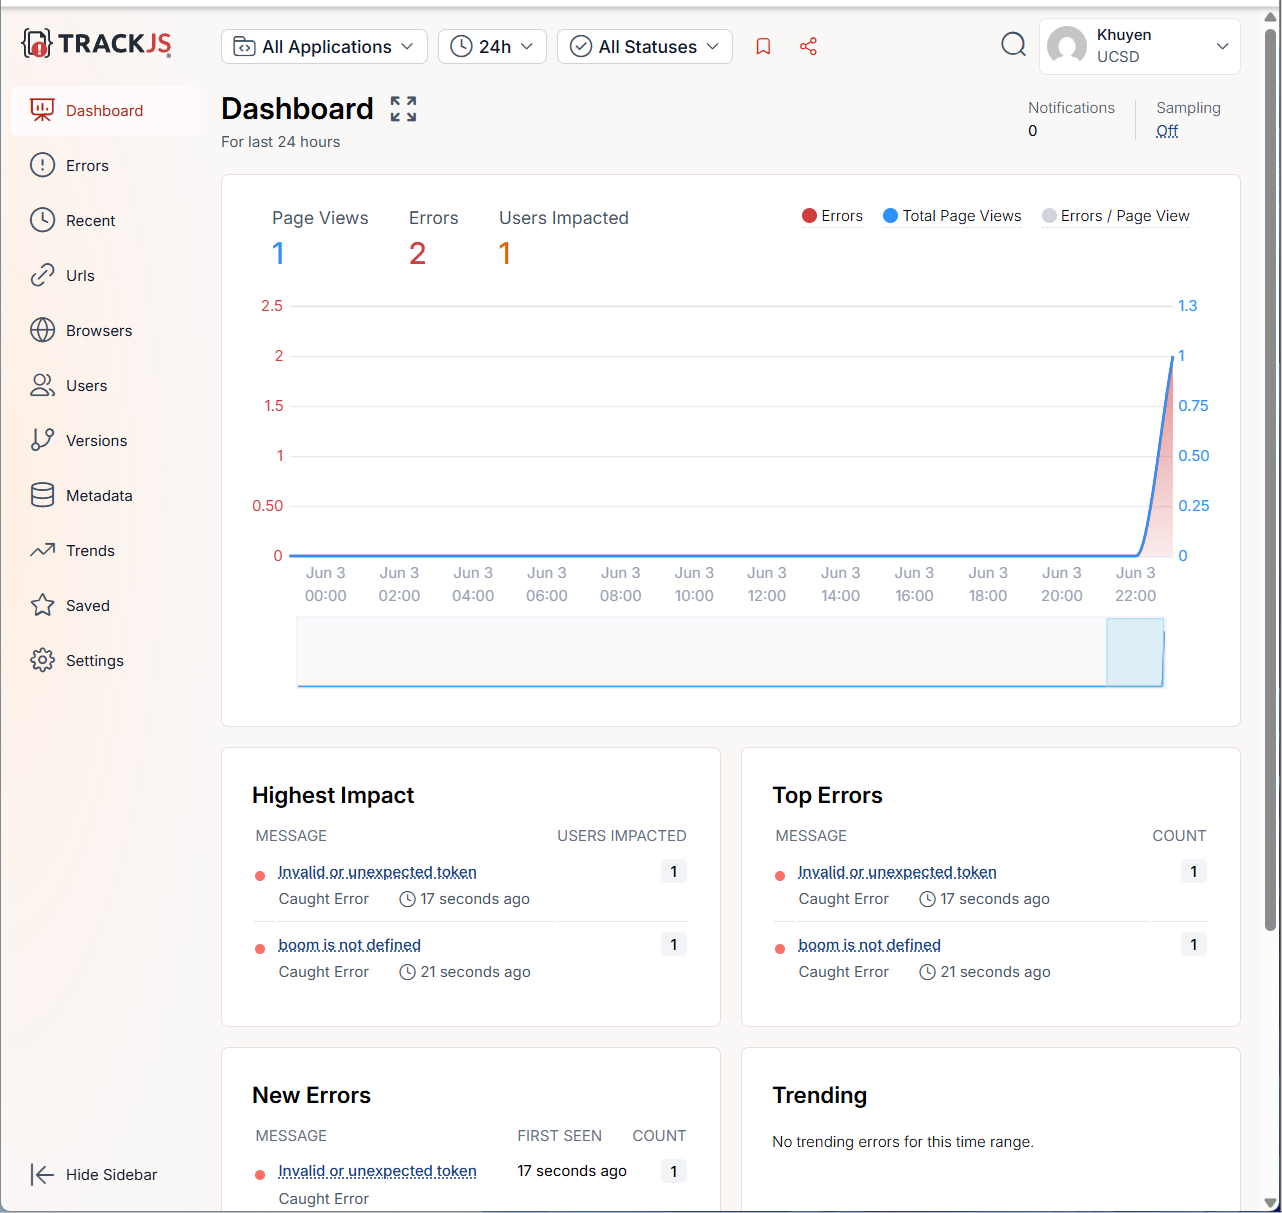 TRACKJS
All Applications
24h
All Statuses
Khuyen
UCSD
Dashboard
Errors
Recent
Urls
Browsers
Users
Versions
Metadata
Trends
Saved
Settings
Hide Sidebar
Dashboard
For last 24 hours
Notifications
0
Sampling
Off
Page Views
1
Errors
2
Users Impacted
1
Errors
Total Page Views
Errors / Page View
2.5
2
1.5
1
0.50
0
1.3
1
0.75
0.50
0.25
0
Jun 3 00:00
Jun 3 02:00
Jun 3 04:00
Jun 3 06:00
Jun 3 08:00
Jun 3 10:00
Jun 3 12:00
Jun 3 14:00
Jun 3 16:00
Jun 3 18:00
Jun 3 20:00
Jun 3 22:00
Highest Impact
MESSAGE USERS IMPACTED
Invalid or unexpected token 1
Caught Error 17 seconds ago
boom is not defined 1
Caught Error 21 seconds ago
Top Errors
MESSAGE COUNT
Invalid or unexpected token 1
Caught Error 17 seconds ago
boom is not defined 1
Caught Error 21 seconds ago
New Errors
MESSAGE FIRST SEEN COUNT
Invalid or unexpected token 17 seconds ago 1
Caught Error
Trending
No trending errors for this time range.